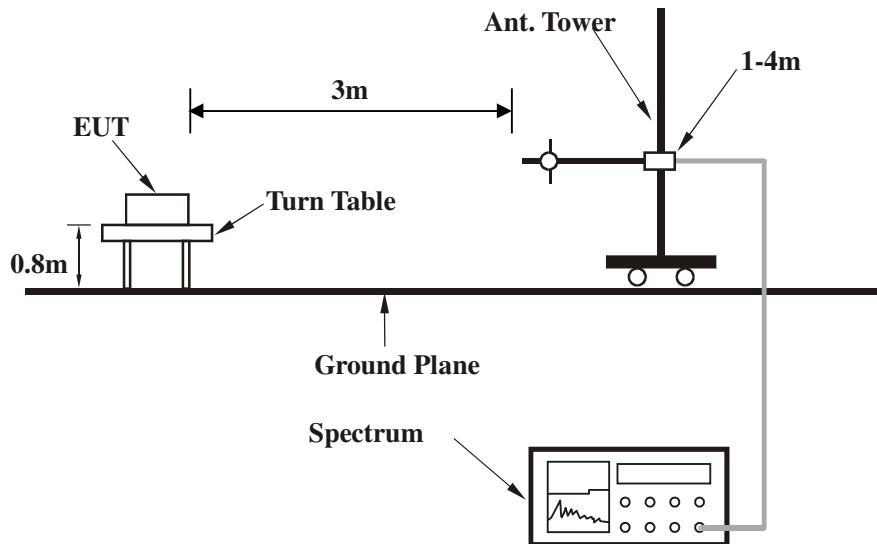 Ant. Tower
1-4m
3m
EUT
Turn Table
0.8m
Ground Plane
Spectrum